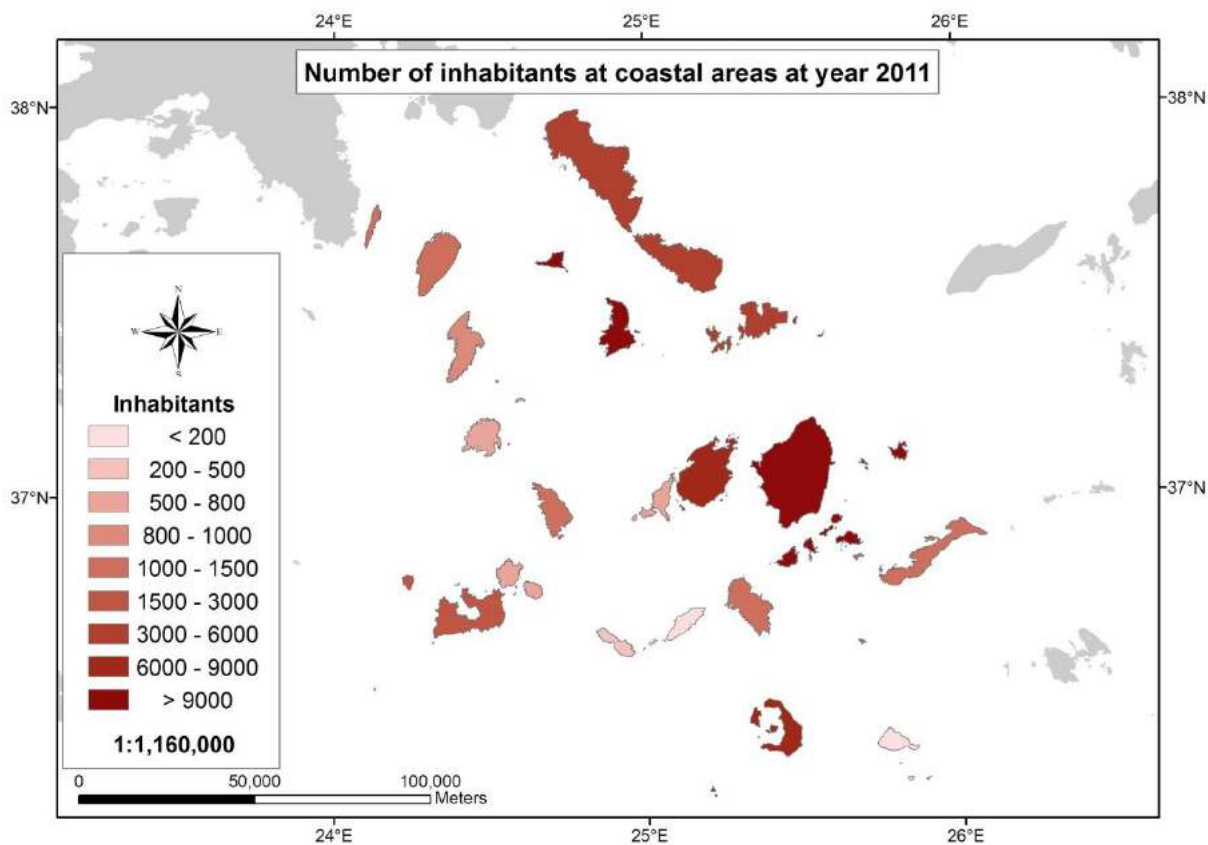 24°E 25°E 26°E
Number of inhabitants at coastal areas at year 2011
38°N 38°N
N
W E
S
Inhabitants
< 200
200 - 500
37°N 37°N
500 - 800
800 - 1000
1000 - 1500
1500 - 3000
3000 - 6000
6000 - 9000
> 9000
1:1,160,000
0 50,000 100,000
Meters
24°E 25°E 26°E